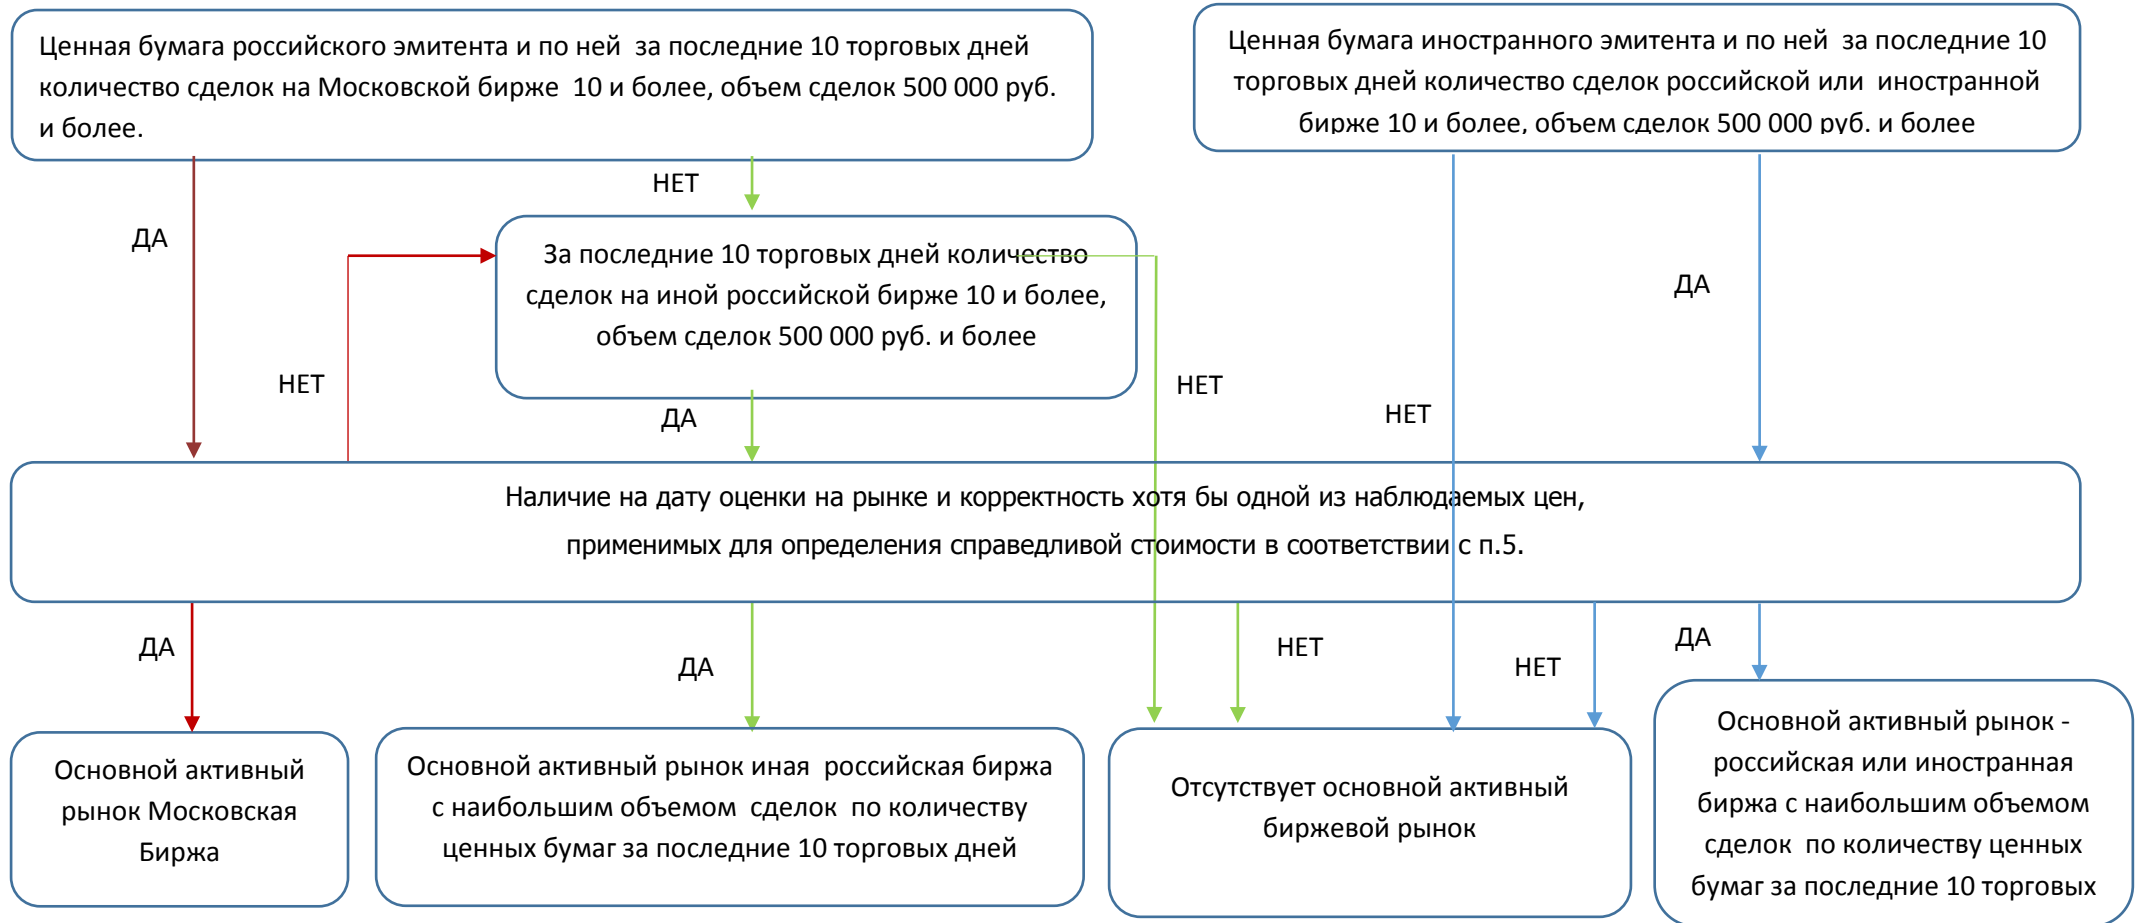 Ценная бумага российского эмитента и по ней за последние 10 торговых дней
количество сделок на Московской бирже 10 и более, объем сделок 500 000 руб.
и более.
Ценная бумага иностранного эмитента и по ней за последние 10
торговых дней количество сделок российской или иностранной
бирже 10 и более, объем сделок 500 000 руб. и более
НЕТ
ДА
За последние 10 торговых дней количество
сделок на иной российской бирже 10 и более,
объем сделок 500 000 руб. и более
ДА
НЕТ
НЕТ
НЕТ
ДА
Наличие на дату оценки на рынке и корректность хотя бы одной из наблюдаемых цен,
применимых для определения справедливой стоимости в соответствии с п.5.
ДА
ДА
НЕТ
НЕТ
ДА
Основной активный
рынок Московская
Биржа
Основной активный рынок иная российская биржа
с наибольшим объемом сделок по количеству
ценных бумаг за последние 10 торговых дней
Отсутствует основной активный
биржевой рынок
Основной активный рынок -
российская или иностранная
биржа с наибольшим объемом
сделок по количеству ценных
бумаг за последние 10 торговых